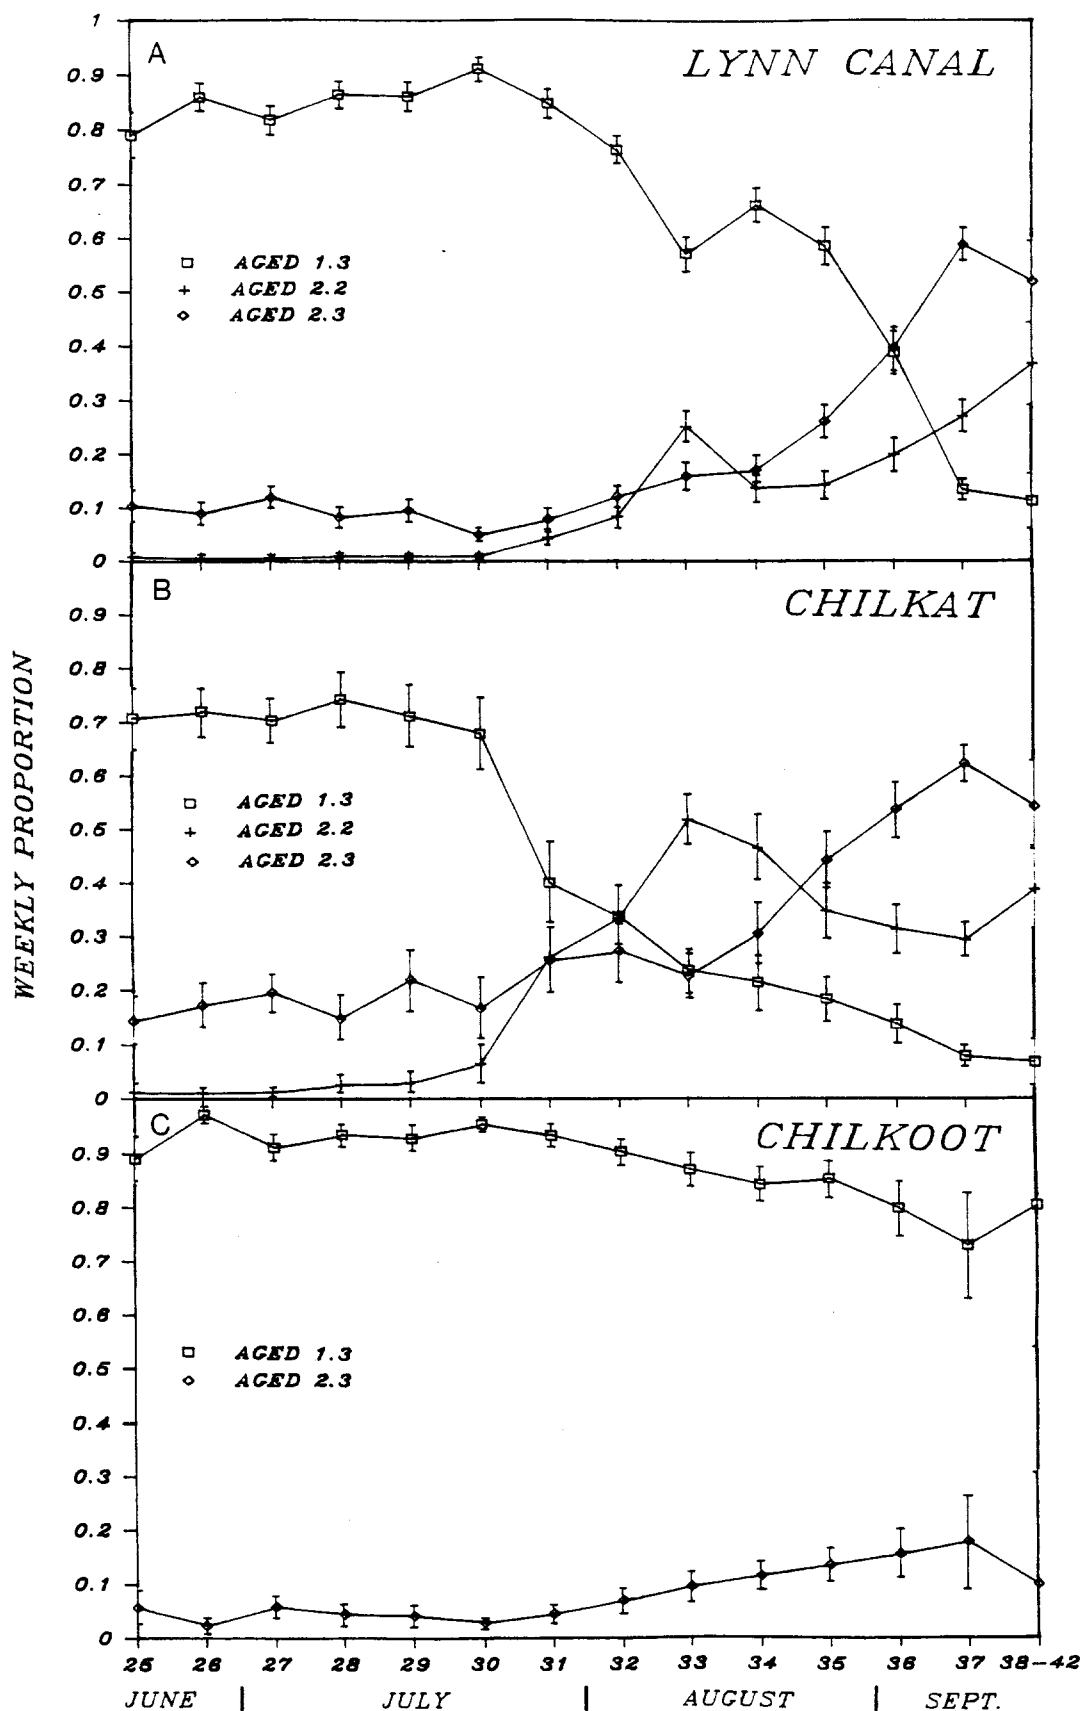 WEEKLY PROPORTION
1
A
LYNN CANAL
0.9
0.8
0.7
0.6
AGED 1.3
AGED 2.2
AGED 2.3
0.5
0.4
0.3
0.2
0.1
0
B
CHILKAT
0.9
0.8
0.7
0.6
AGED 1.3
AGED 2.2
AGED 2.3
0.5
0.4
0.3
0.2
0.1
0
C
CHILKOOT
0.9
0.8
0.7
0.6
AGED 1.3
AGED 2.3
0.5
0.4
0.3
0.2
0.1
0
25 26 27 28 29 30 31 32 33 34 35 36 37 38-42
JUNE | JULY | AUGUST | SEPT.